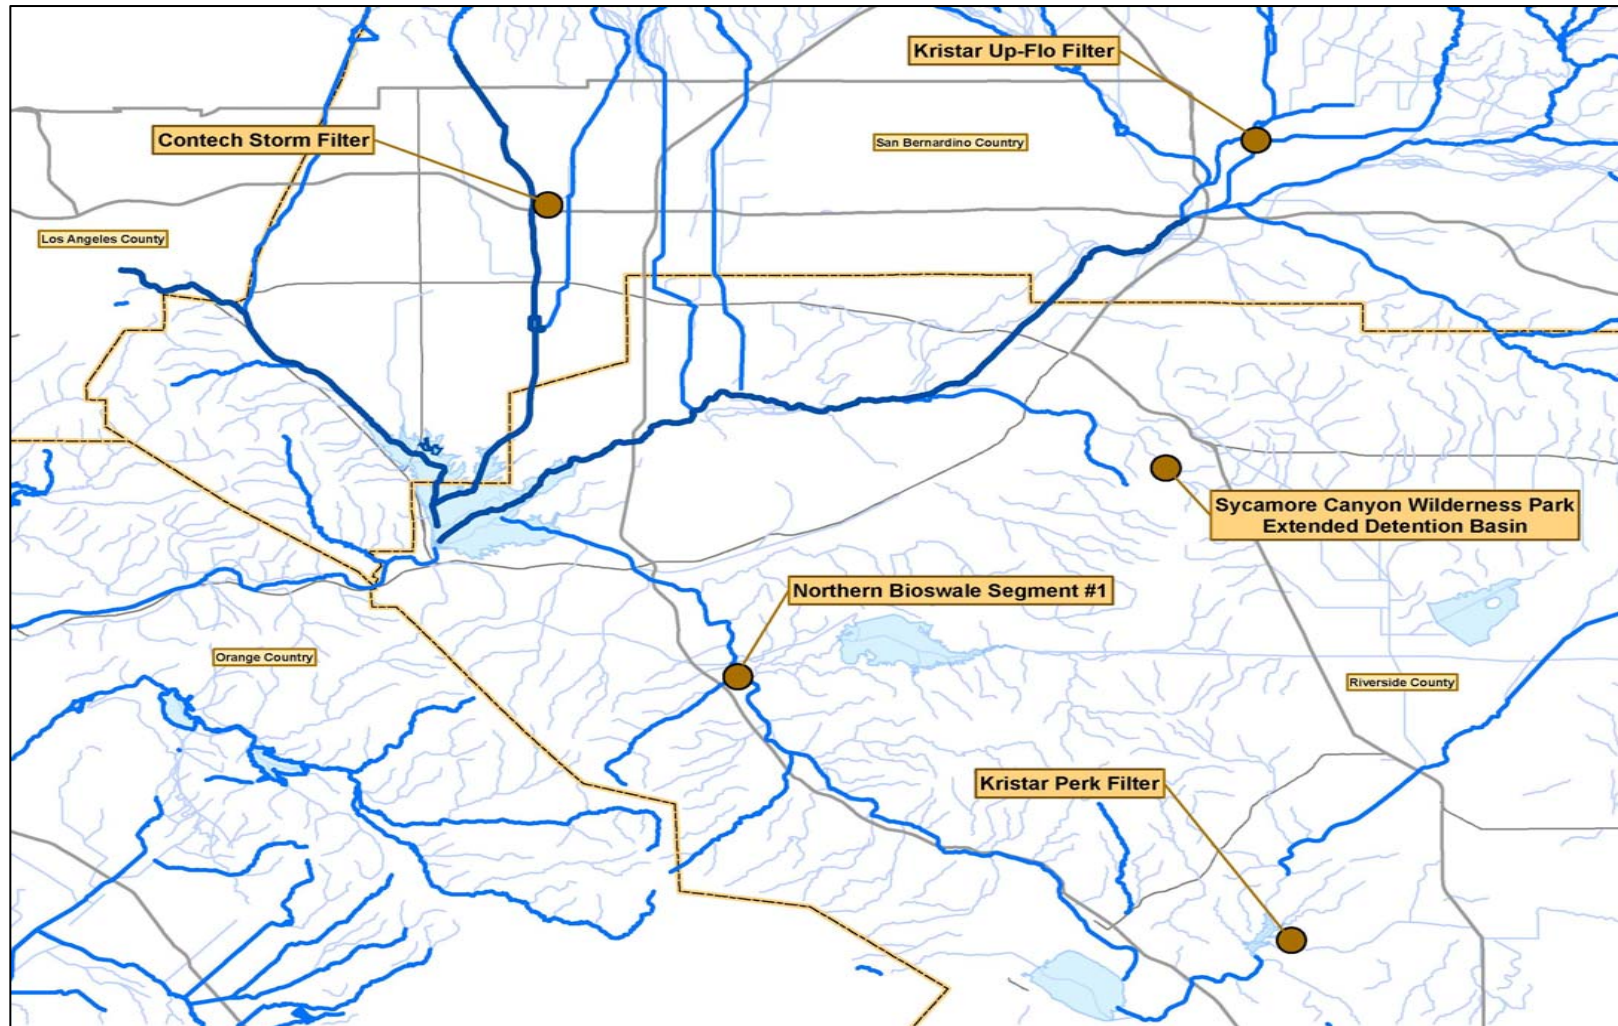 Kristar Up-Flo Filter
Contech Storm Filter
San Bernardino Country
Los Angeles County
Sycamore Canyon Wilderness Park
Extended Detention Basin
Northern Bioswale Segment #1
Orange Country
Riverside County
Kristar Perk Filter